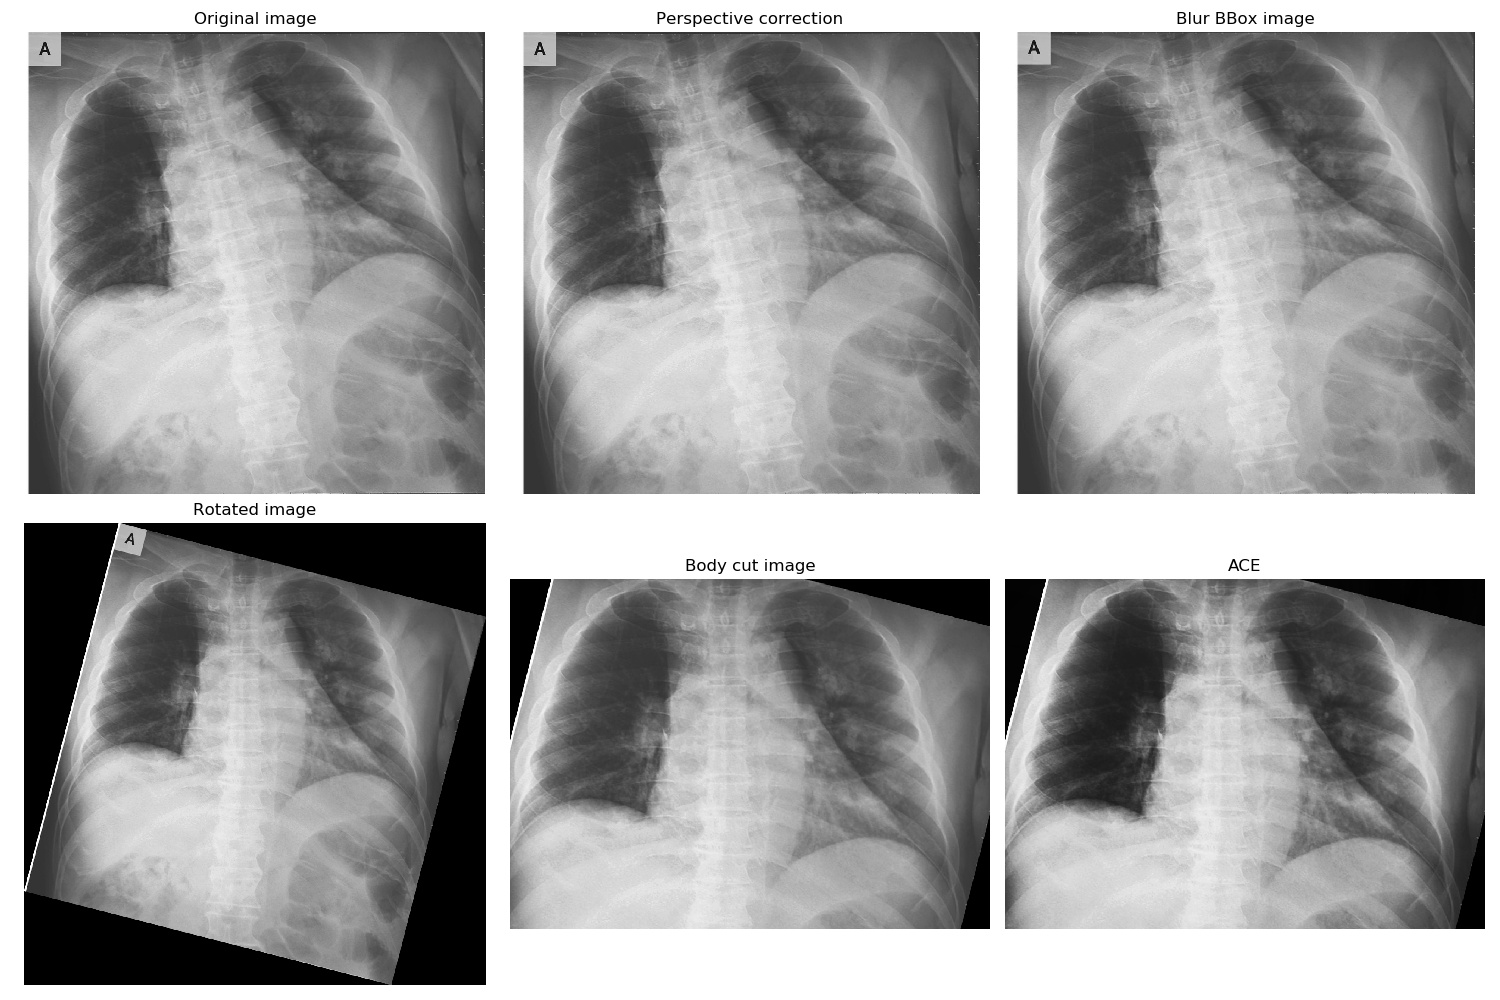 Original image
Perspective correction
Blur BBox image
A
A
A
Rotated image
A
Body cut image
ACE